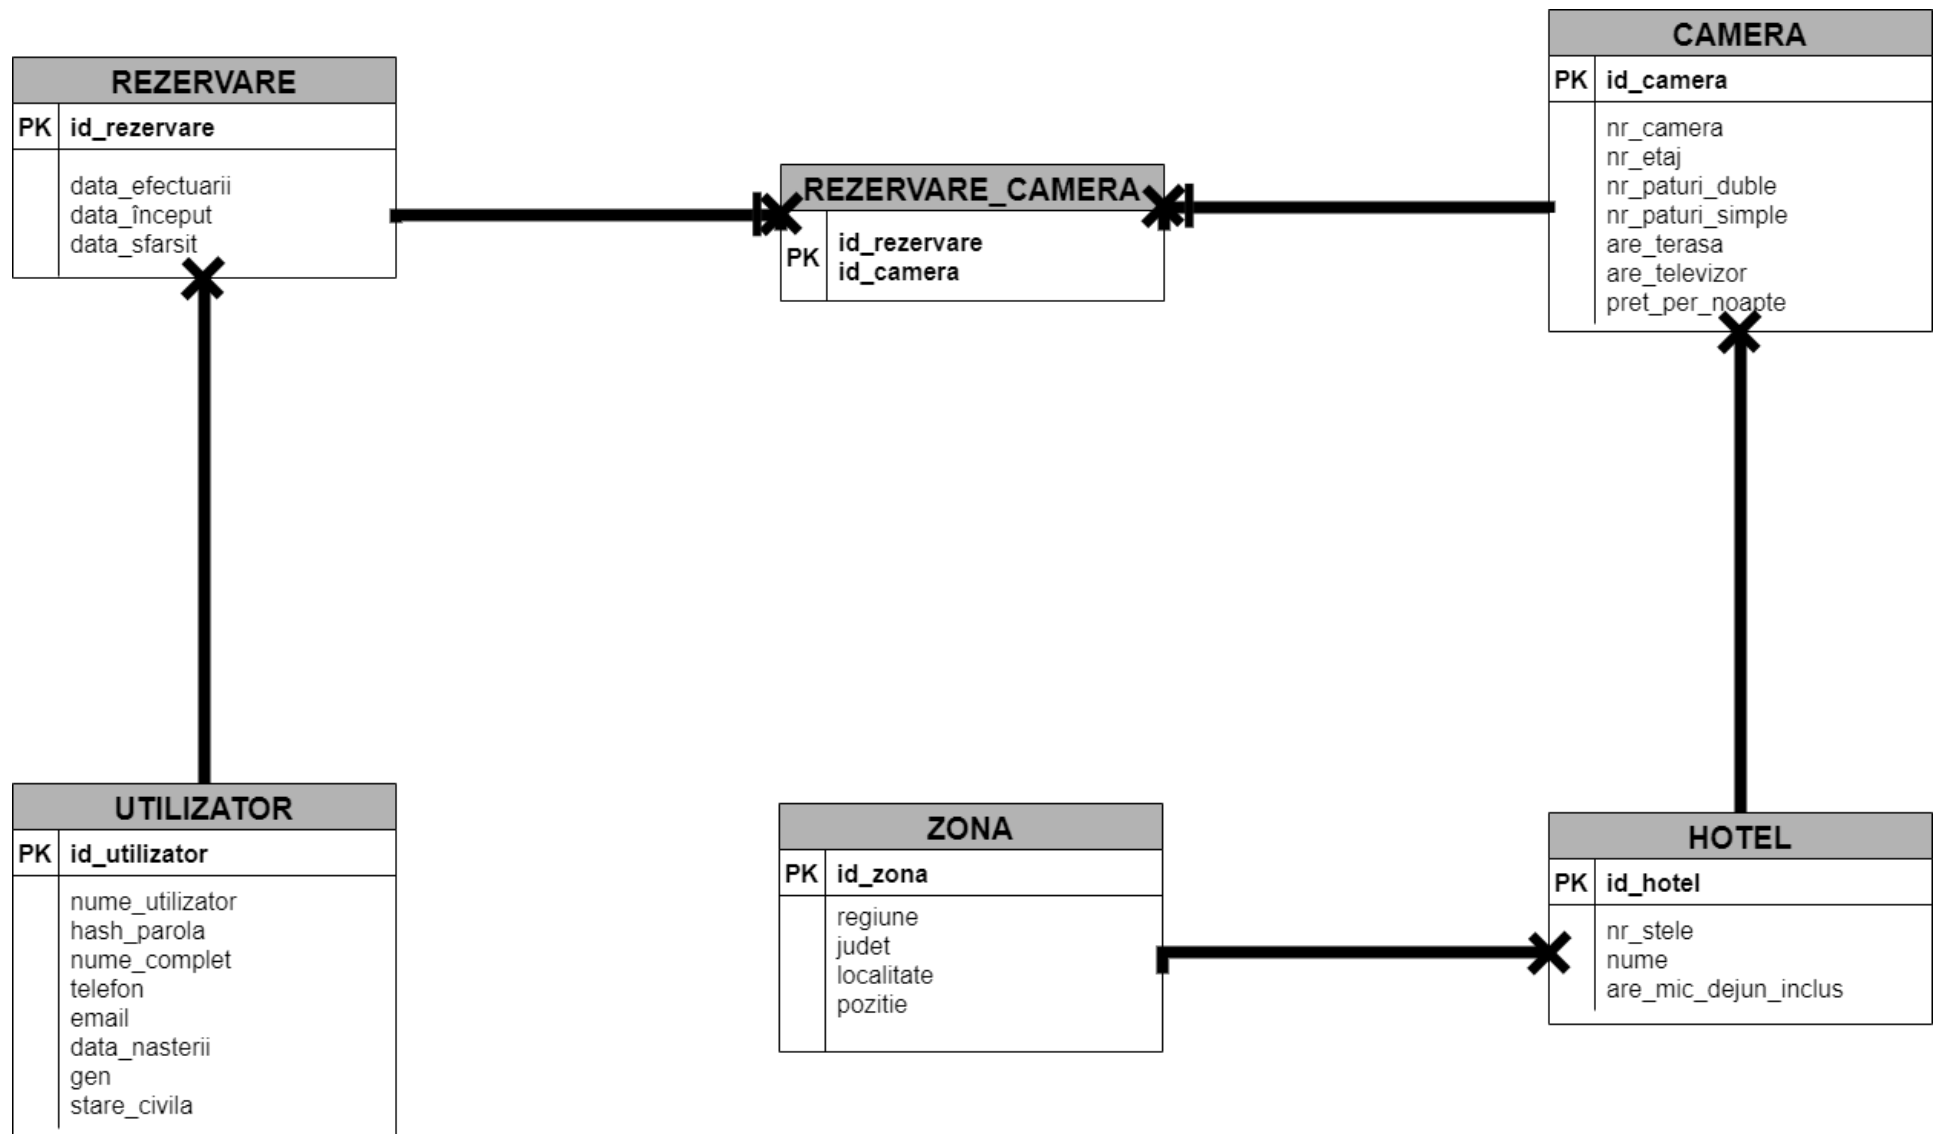 REZERVARE
PK id_rezervare
data_efectuarii
data_început
data_sfarsit
REZERVARE_CAMERA
PK
id_rezervare
id_camera
CAMERA
PK id_camera
nr_camera
nr_etaj
nr_paturi_duble
nr_paturi_simple
are_terasa
are_televizor
pret_per_noapte
UTILIZATOR
PK id_utilizator
nume_utilizator
hash_parola
nume_complet
telefon
email
data_nasterii
gen
stare_civila
ZONA
PK id_zona
regiune
judet
localitate
pozitie
HOTEL
PK id_hotel
nr_stele
nume
are_mic_dejun_inclus